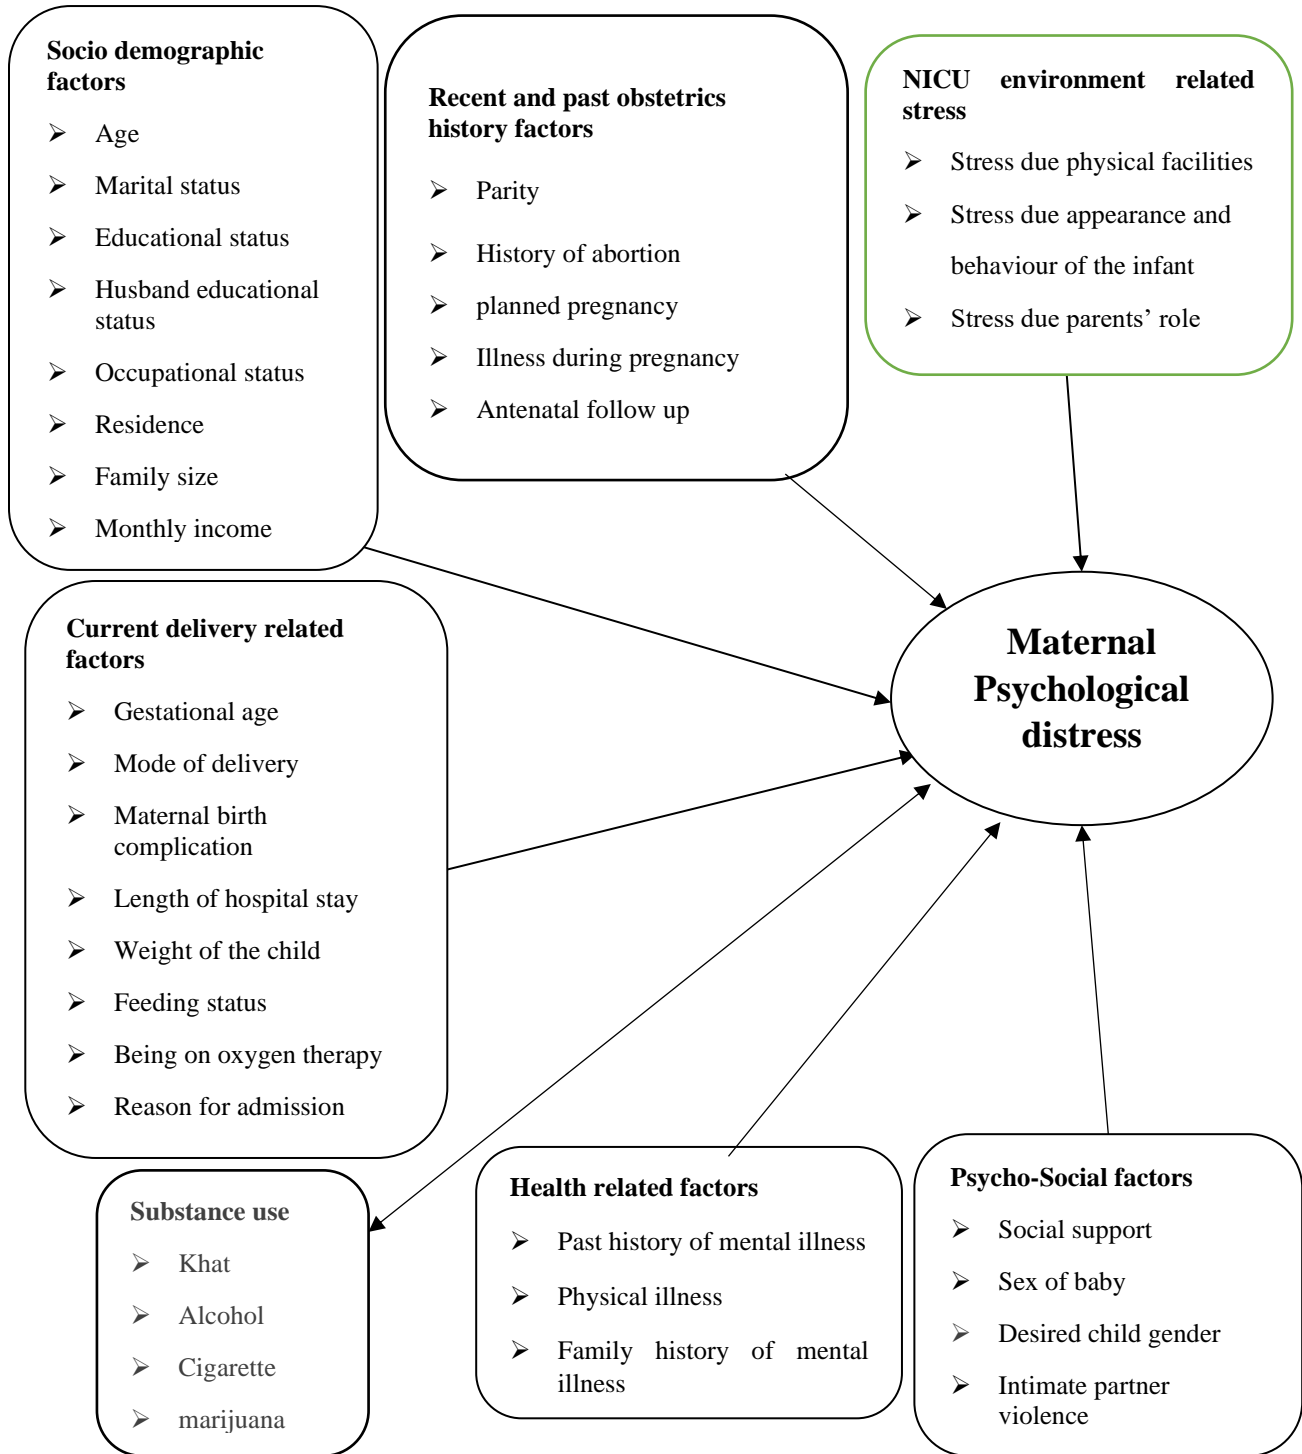 Socio demographic
factors
Age
Marital status
Educational status
Husband educational
status
Occupational status
Residence
Family size
Monthly income
Recent and past obstetrics
history factors
Parity
History of abortion
planned pregnancy
Illness during pregnancy
Antenatal follow up
NICU environment related
stress
Stress due physical facilities
Stress due appearance and
behaviour of the infant
Stress due parents’ role
Maternal
Psychological
distress
Current delivery related
factors
Gestational age
Mode of delivery
Maternal birth
complication
Length of hospital stay
Weight of the child
Feeding status
Being on oxygen therapy
Reason for admission
Substance use
Khat
Alcohol
Cigarette
marijuana
Health related factors
Past history of mental illness
Physical illness
Family history of mental
illness
Psycho-Social factors
Social support
Sex of baby
Desired child gender
Intimate partner
violence